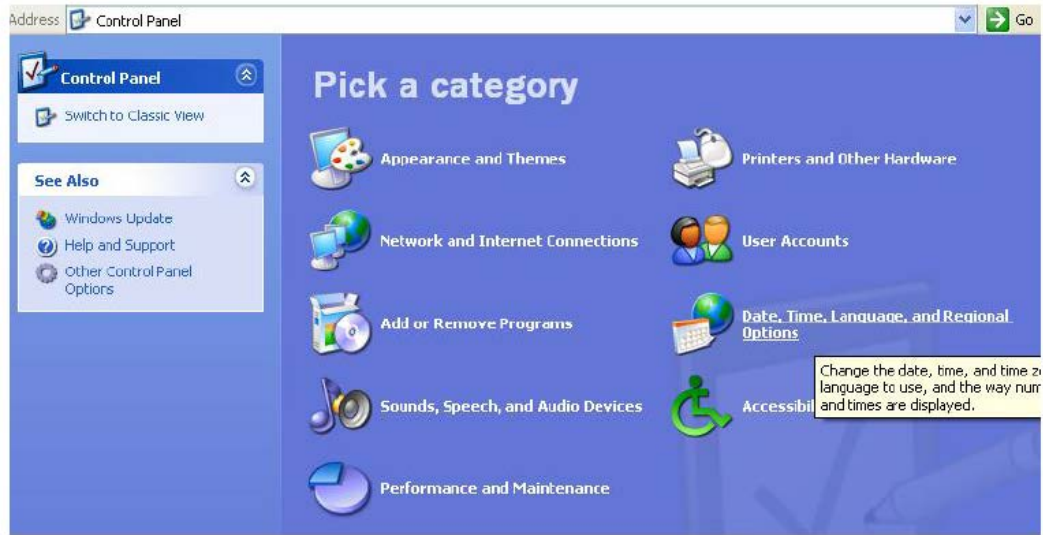 Address Control Panel Go
Control Panel
Switch to Classic View
See Also
Windows Update
Help and Support
Other Control Panel
Options
Pick a category
Appearance and Themes
Printers and Other Hardware
Network and Internet Connections
User Accounts
Add or Remove Programs
Date, Time, Language, and Regional
Options
Change the date, time, and time
language to use, and the way
and times are displayed.
Sounds, Speech, and Audio Devices
Performance and Maintenance